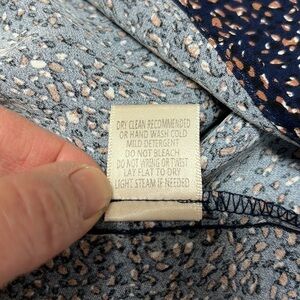 DRY CLEAN RECOMMENDED
OR HAND WASH COLD
MILD DETERGENT
DO NOT BLEACH
DO NOT WRING OR TWIST
LAY FLAT TO DRY
LIGHT STEAM IF NEEDED